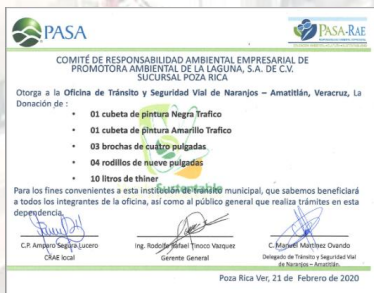 PASA
PASA-RAE
COMITÉ DE RESPONSABILIDAD AMBIENTAL EMPRESARIAL DE
PROMOTORA AMBIENTAL DE LA LAGUNA, S.A. DE C.V.
SUCURSAL POZA RICA
Otorga a la Oficina de Tránsito y Seguridad Vial de Naranjos – Amatitlán, Veracruz, La
Donación de :
• 01 cubeta de pintura Negra Trafico
• 01 cubeta de pintura Amarillo Trafico
• 03 brochas de cuatro pulgadas
• 04 rodillos de nueve pulgadas
• 10 litros de thiner
Para los fines convenientes a esta institución de tránsito municipal, que sabemos beneficiará
a todos los integrantes de la oficina, así como al público general que realiza trámites en esta
dependencia.
C.P. Amparo Segura Lucero Ing. Rodolfo Rafael Tinoco Vazquez C. Manuel Martínez Ovando
CRAE local Gerente General Delegado de Tránsito y Seguridad Vial
de Naranjos – Amatitlán.
Poza Rica Ver, 21 de Febrero de 2020